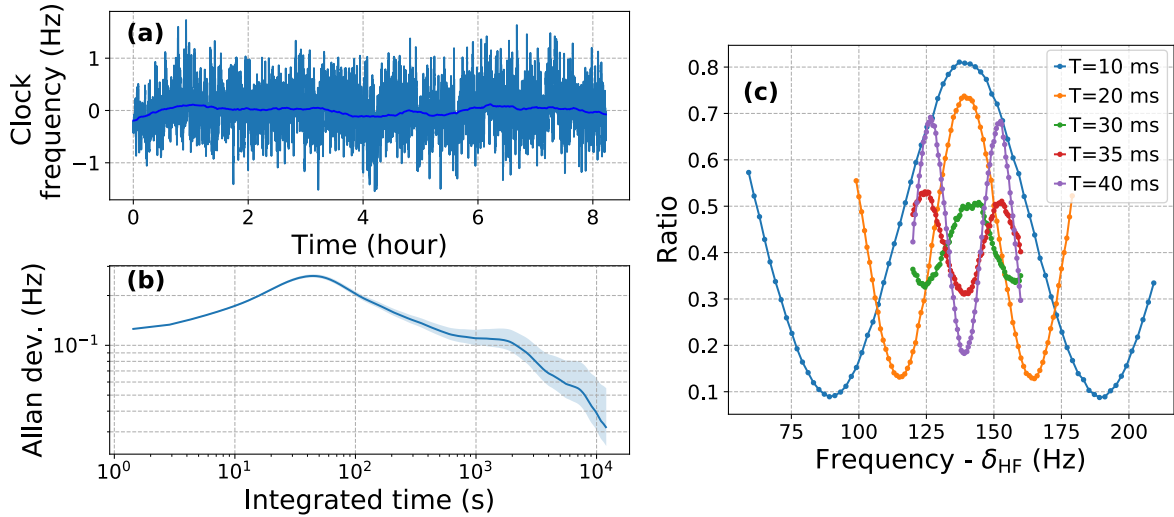 (a)
Clock
frequency (Hz)
1
0
−1
0
2
4
6
8
Time (hour)
(b)
Allan dev. (Hz)
10⁻¹
10⁰
10¹
10²
10³
10⁴
Integrated time (s)
(c)
Ratio
0.8
0.7
0.6
0.5
0.4
0.3
0.2
0.1
75
100
125
150
175
200
Frequency - δ_HF (Hz)
T=10 ms
T=20 ms
T=30 ms
T=35 ms
T=40 ms